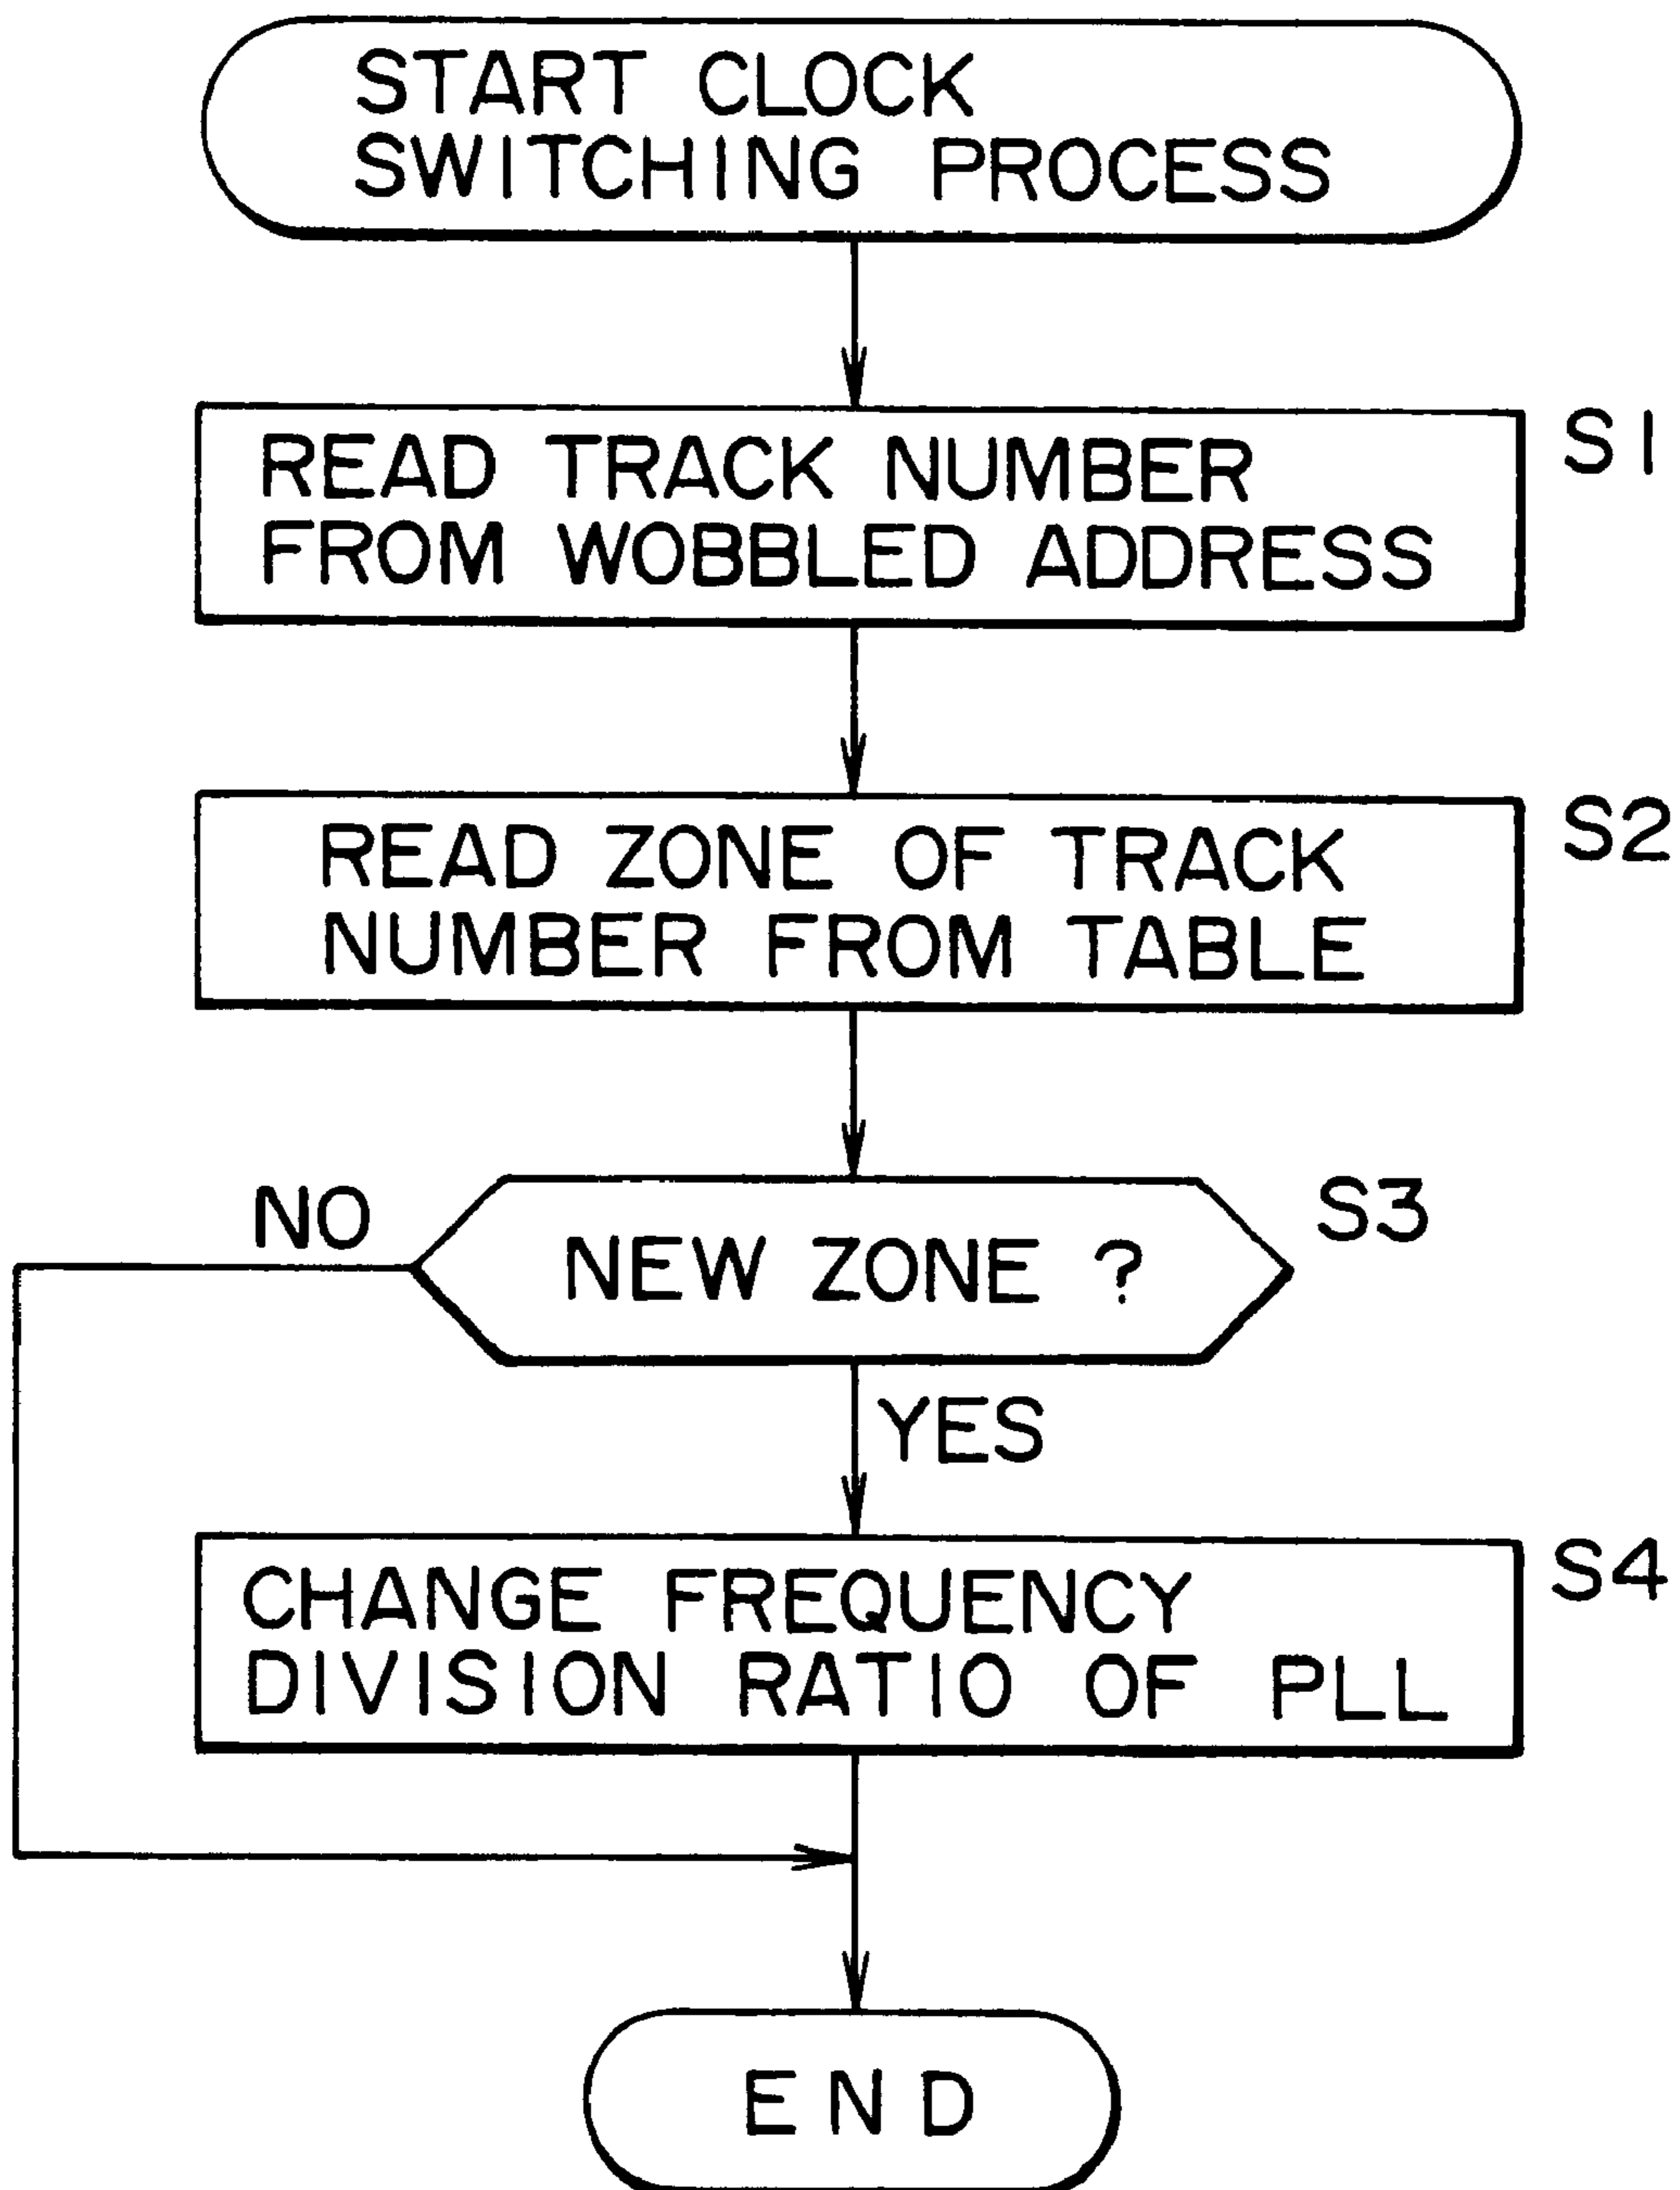 START CLOCK
SWITCHING PROCESS
READ TRACK NUMBER
FROM WOBBLED ADDRESS
S1
READ ZONE OF TRACK
NUMBER FROM TABLE
S2
NO
NEW ZONE ?
S3
YES
CHANGE FREQUENCY
DIVISION RATIO OF PLL
S4
END